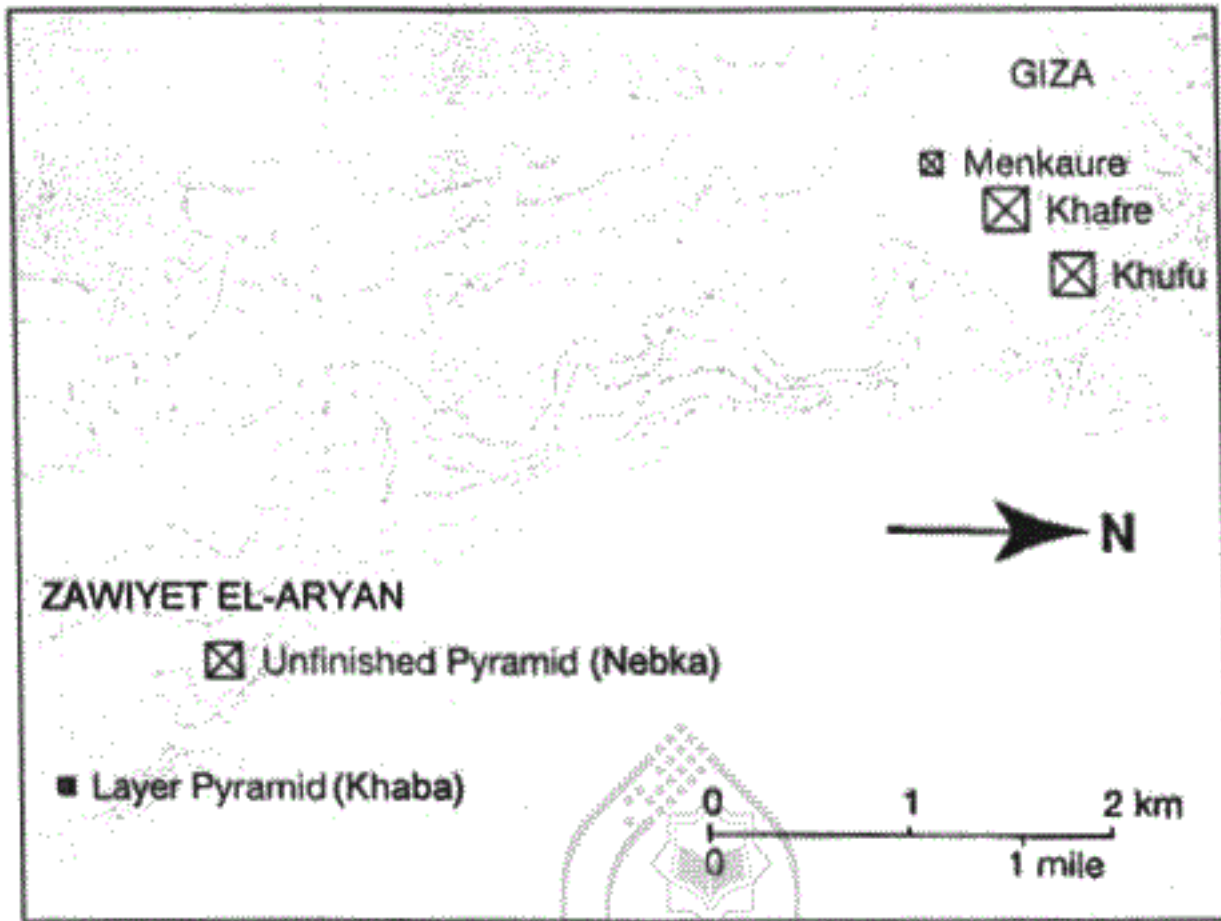 GIZA
Menkaure
Khafre
Khufu
N
ZAWIYET EL-ARYAN
Unfinished Pyramid (Nebka)
Layer Pyramid (Khaba)
0 1 2 km
0 1 mile